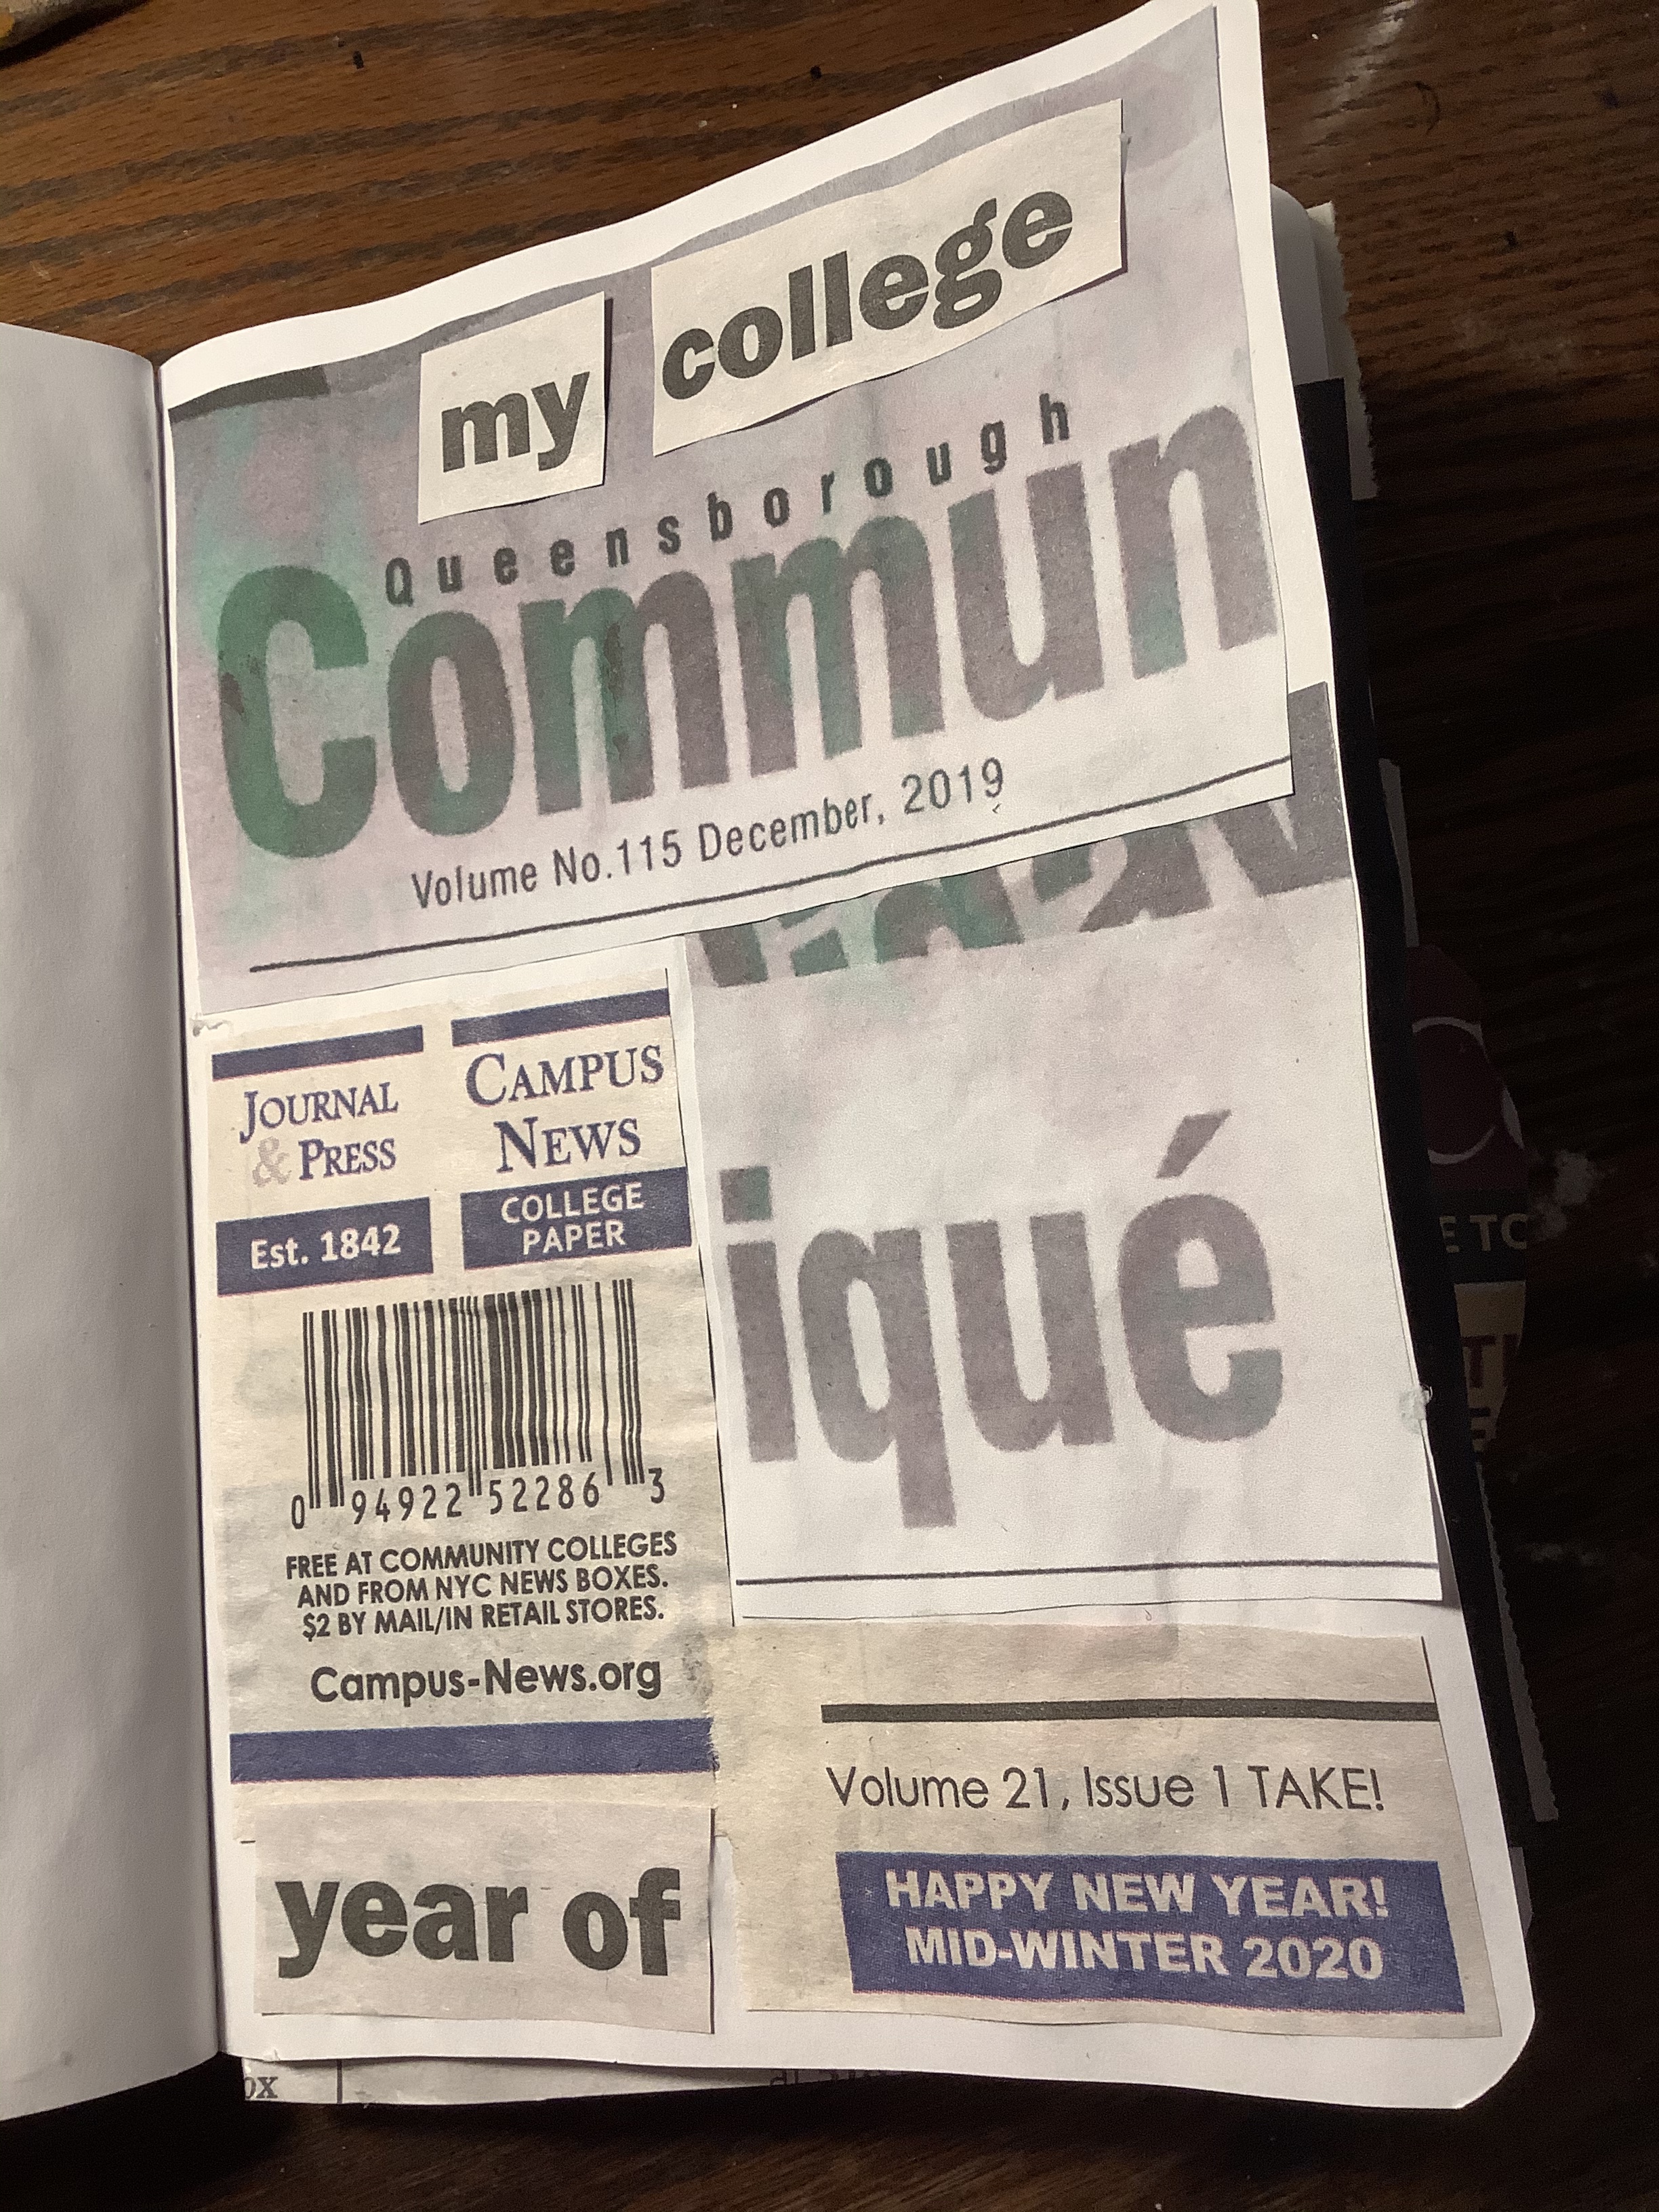 my college
Queensborough
Commun
Volume No.115 December, 2019
iqué
JOURNAL
& PRESS
Est. 1842
CAMPUS
NEWS
COLLEGE
PAPER
0 94922 52286 3
FREE AT COMMUNITY COLLEGES
AND FROM NYC NEWS BOXES.
$2 BY MAIL/IN RETAIL STORES.
Campus-News.org
year of
Volume 21, Issue 1 TAKE!
HAPPY NEW YEAR!
MID-WINTER 2020
E TO